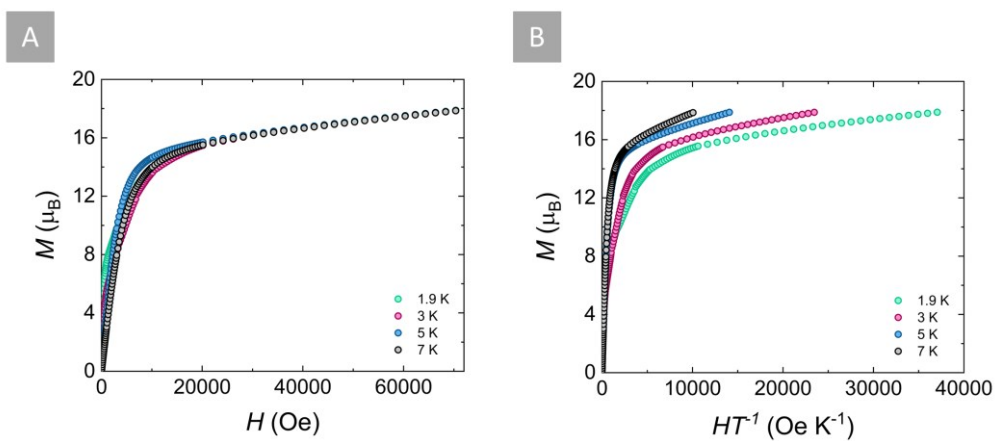 A
20
16
12
8
4
0
M (μB)
0
20000
40000
60000
H (Oe)
1.9 K
3 K
5 K
7 K
B
20
16
12
8
4
0
M (μB)
0
10000
20000
30000
40000
HT-1 (Oe K-1)
1.9 K
3 K
5 K
7 K